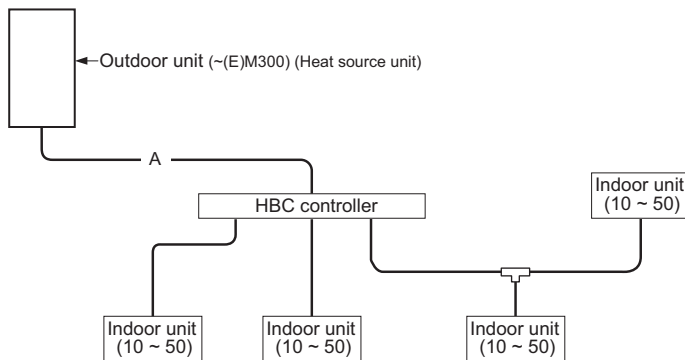 Outdoor unit (~(E)M300) (Heat source unit)
A
HBC controller
Indoor unit
(10 ~ 50)
Indoor unit
(10 ~ 50)
Indoor unit
(10 ~ 50)
Indoor unit
(10 ~ 50)